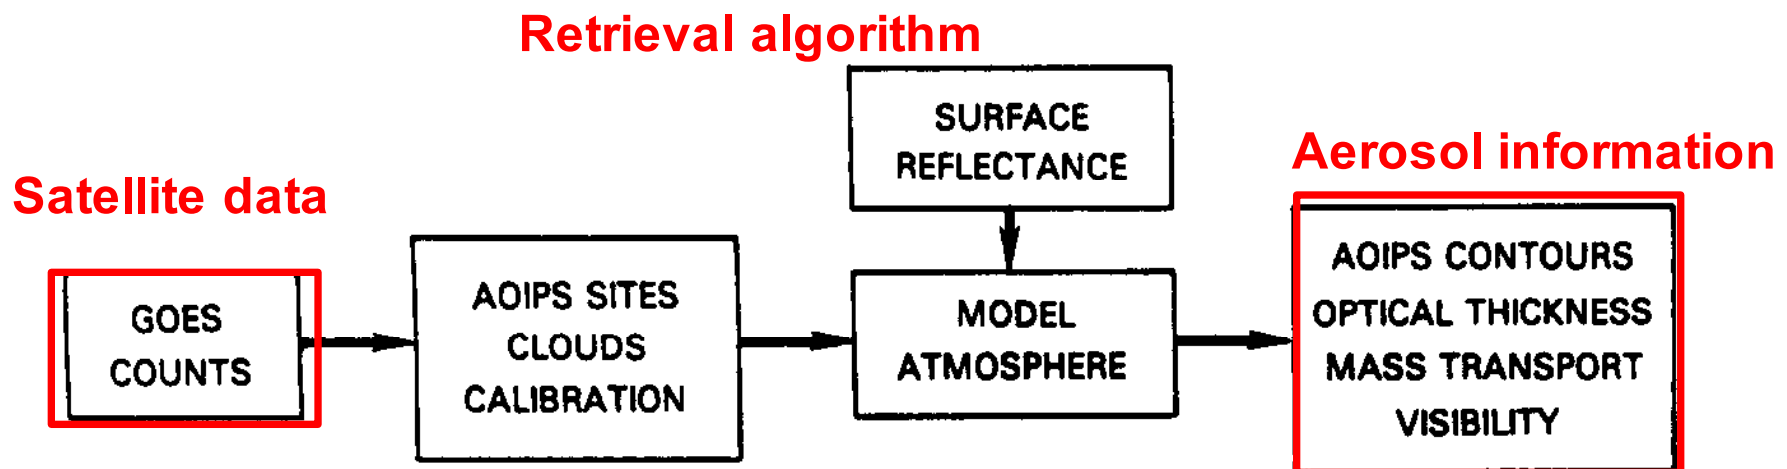 Retrieval algorithm
SURFACE
REFLECTANCE
Aerosol information
Satellite data
GOES
COUNTS
AOIPS SITES
CLOUDS
CALIBRATION
MODEL
ATMOSPHERE
AOIPS CONTOURS
OPTICAL THICKNESS
MASS TRANSPORT
VISIBILITY